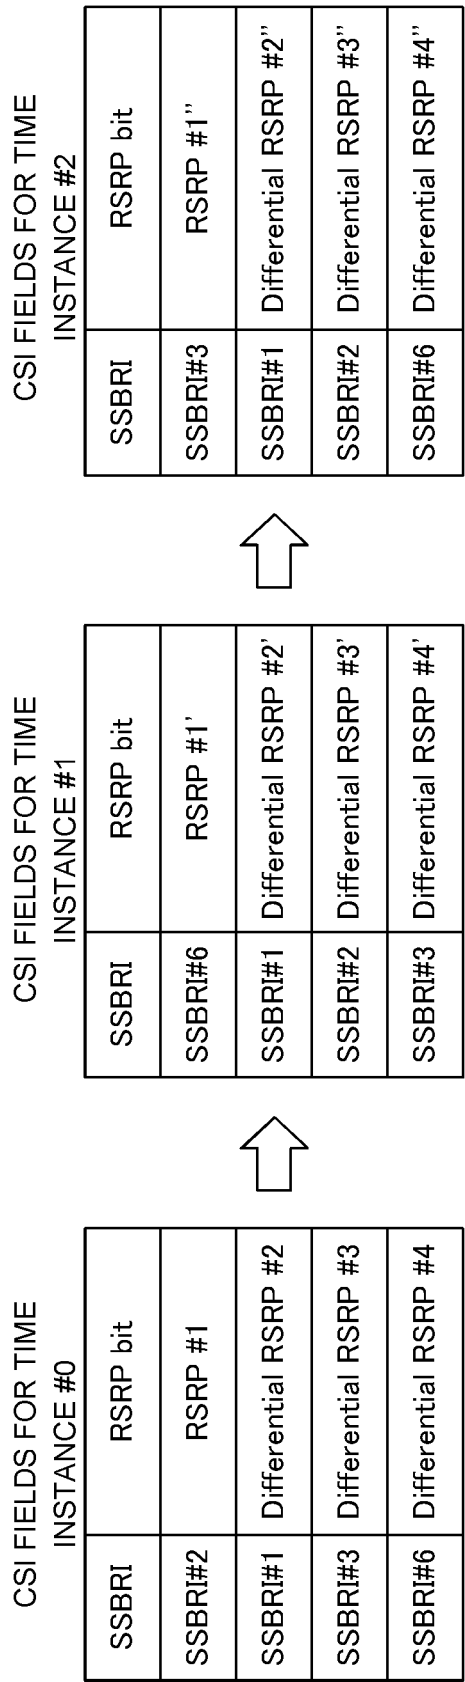 CSI FIELDS FOR TIME
INSTANCE #0
SSBRI RSRP bit
SSBRI#2 RSRP #1
SSBRI#1 Differential RSRP #2
SSBRI#3 Differential RSRP #3
SSBRI#6 Differential RSRP #4
CSI FIELDS FOR TIME
INSTANCE #1
SSBRI RSRP bit
SSBRI#6 RSRP #1'
SSBRI#1 Differential RSRP #2'
SSBRI#2 Differential RSRP #3'
SSBRI#3 Differential RSRP #4'
CSI FIELDS FOR TIME
INSTANCE #2
SSBRI RSRP bit
SSBRI#3 RSRP #1"
SSBRI#1 Differential RSRP #2"
SSBRI#2 Differential RSRP #3"
SSBRI#6 Differential RSRP #4"